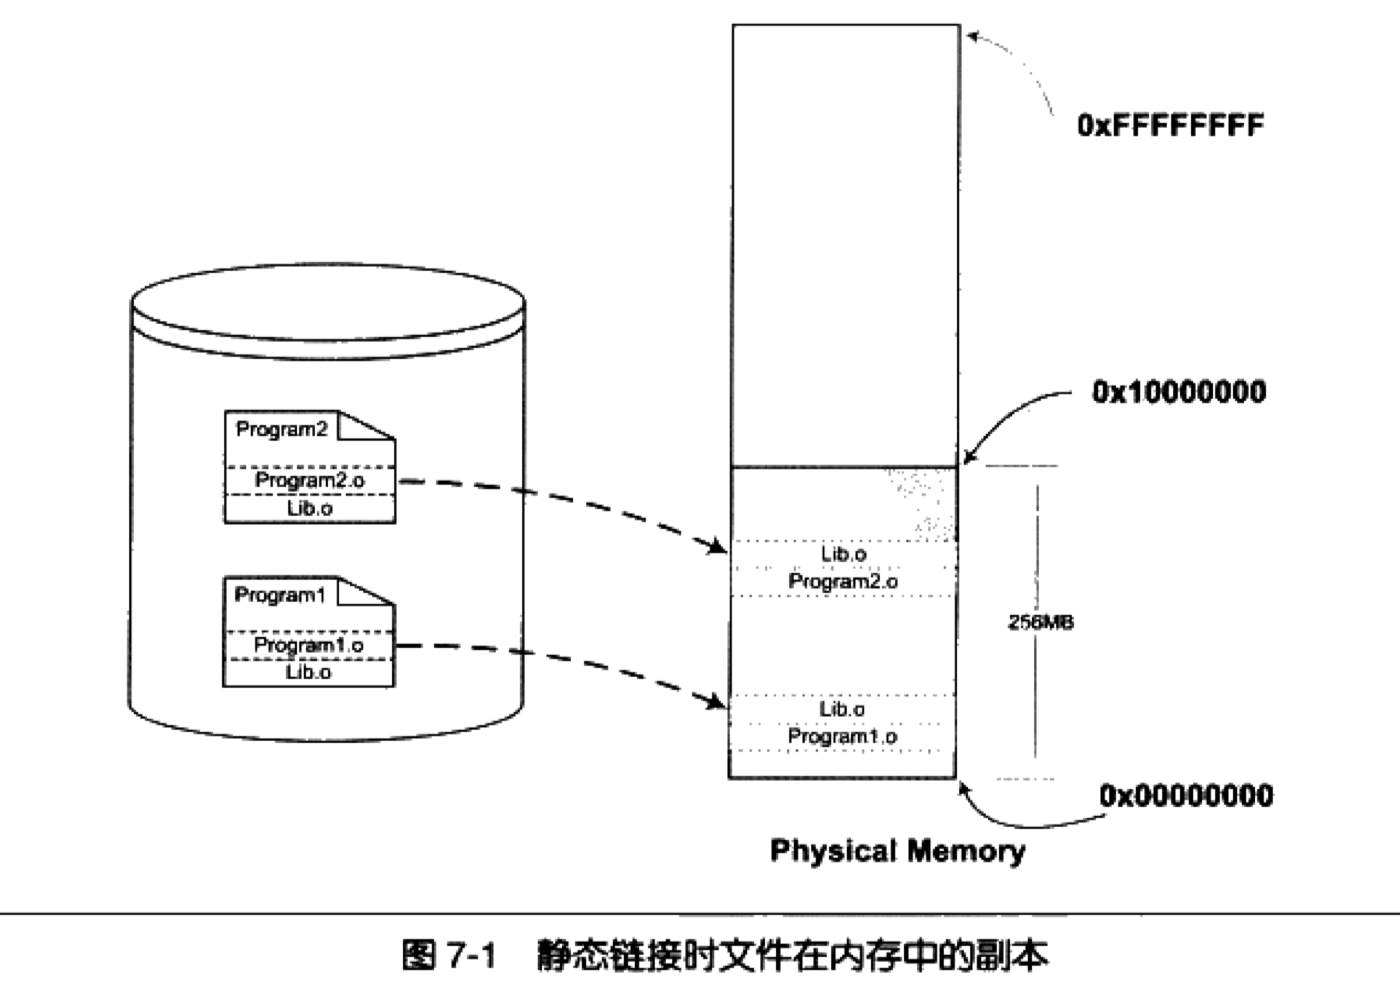 0xFFFFFFFF
0x10000000
Program2
Program2.o
Lib.o
Program1
Program1.o
Lib.o
Lib.o
Program2.o
256MB
Lib.o
Program1.o
0x00000000
Physical Memory
图 7-1 静态链接时文件在内存中的副本